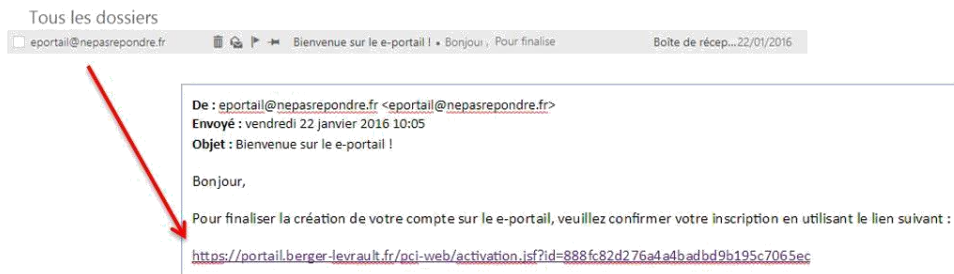 Tous les dossiers
eportail@nepasrepondre.fr Bienvenue sur le e-portail ! • Bonjour, Pour finalise Boîte de récep... 22/01/2016
De : eportail@nepasrepondre.fr <eportail@nepasrepondre.fr>
Envoyé : vendredi 22 janvier 2016 10:05
Objet : Bienvenue sur le e-portail !
Bonjour,
Pour finaliser la création de votre compte sur le e-portail, veuillez confirmer votre inscription en utilisant le lien suivant :
https://portail.berger-levrault.fr/pci-web/activation.jsf?id=888fc82d276a4a4badbd9b195c7065ec